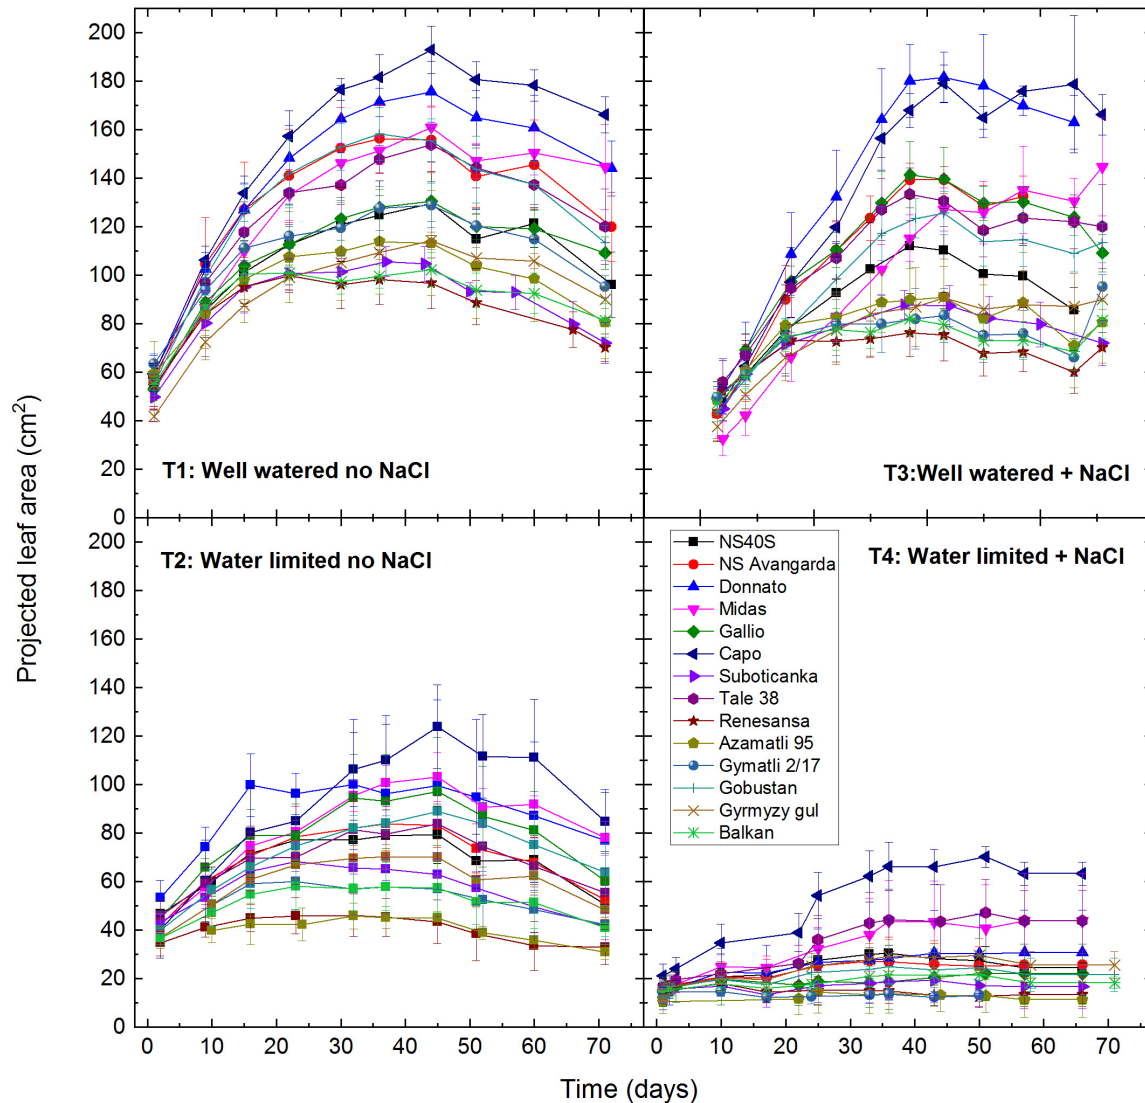 200
180
160
140
120
100
80
60
40
20
0
T1: Well watered no NaCl
T3:Well watered + NaCl
Projected leaf area (cm²)
200
180
160
140
120
100
80
60
40
20
0
T2: Water limited no NaCl
T4: Water limited + NaCl
NS40S
NS Avangarda
Donnato
Midas
Gallio
Capo
Suboticanka
Tale 38
Renesansa
Azamatli 95
Gymatli 2/17
Gobustan
Gyrmyzy gul
Balkan
0 10 20 30 40 50 60 70 0 10 20 30 40 50 60 70
Time (days)